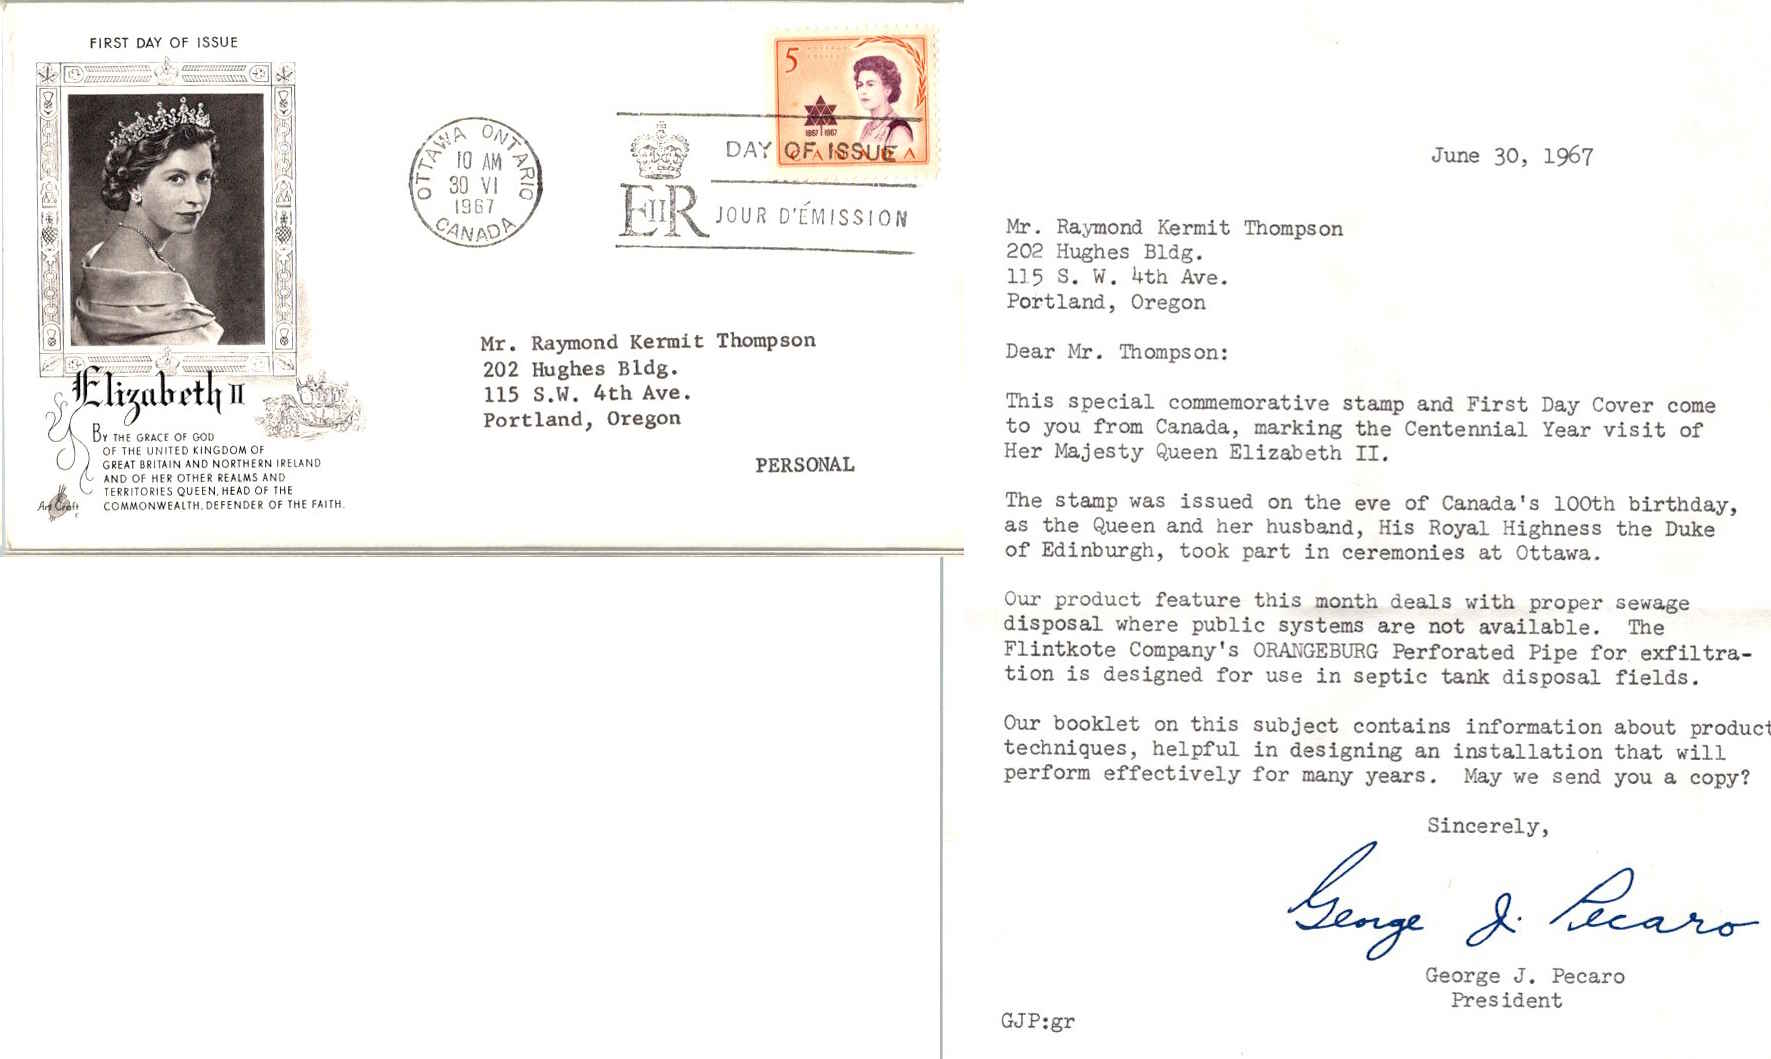 FIRST DAY OF ISSUE
Elizabeth II
BY THE GRACE OF GOD
OF THE UNITED KINGDOM OF
GREAT BRITAIN AND NORTHERN IRELAND
AND OF HER OTHER REALMS AND
TERRITORIES QUEEN, HEAD OF THE
COMMONWEALTH, DEFENDER OF THE FAITH.
Art Craft
OTTAWA ONTARIO
10 AM
30 VI
1967
CANADA
5
1867 1967
CANADA
DAY OF ISSUE
EIIR
JOUR D'ÉMISSION
Mr. Raymond Kermit Thompson
202 Hughes Bldg.
115 S.W. 4th Ave.
Portland, Oregon
PERSONAL
June 30, 1967
Mr. Raymond Kermit Thompson
202 Hughes Bldg.
115 S. W. 4th Ave.
Portland, Oregon
Dear Mr. Thompson:
This special commemorative stamp and First Day Cover come
to you from Canada, marking the Centennial Year visit of
Her Majesty Queen Elizabeth II.
The stamp was issued on the eve of Canada's 100th birthday,
as the Queen and her husband, His Royal Highness the Duke
of Edinburgh, took part in ceremonies at Ottawa.
Our product feature this month deals with proper sewage
disposal where public systems are not available. The
Flintkote Company's ORANGEBURG Perforated Pipe for exfiltra-
tion is designed for use in septic tank disposal fields.
Our booklet on this subject contains information about product
techniques, helpful in designing an installation that will
perform effectively for many years. May we send you a copy?
Sincerely,
George J. Pecaro
George J. Pecaro
President
GJP:gr